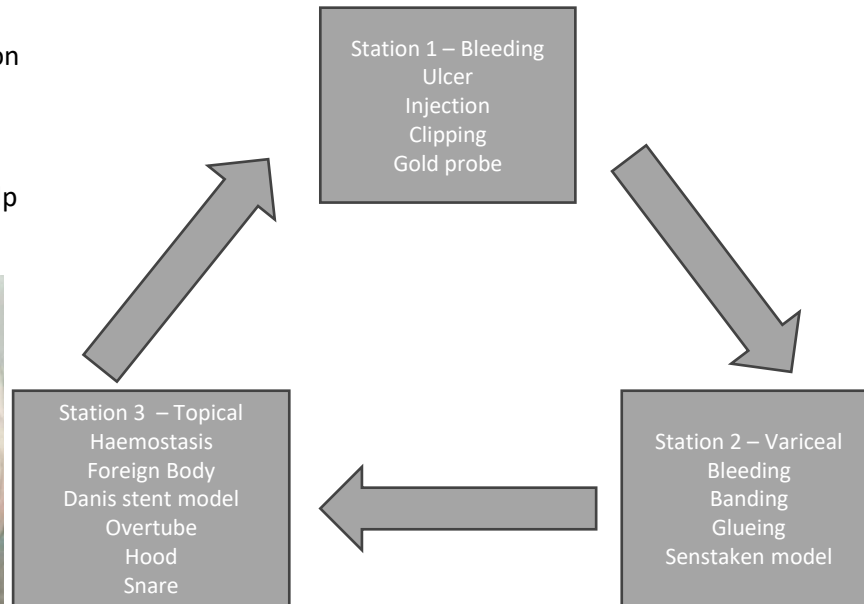 on
p
Station 1 – Bleeding
Ulcer
Injection
Clipping
Gold probe
Station 3 – Topical
Haemostasis
Foreign Body
Danis stent model
Overtube
Hood
Snare
Station 2 – Variceal
Bleeding
Banding
Glueing
Senstaken model